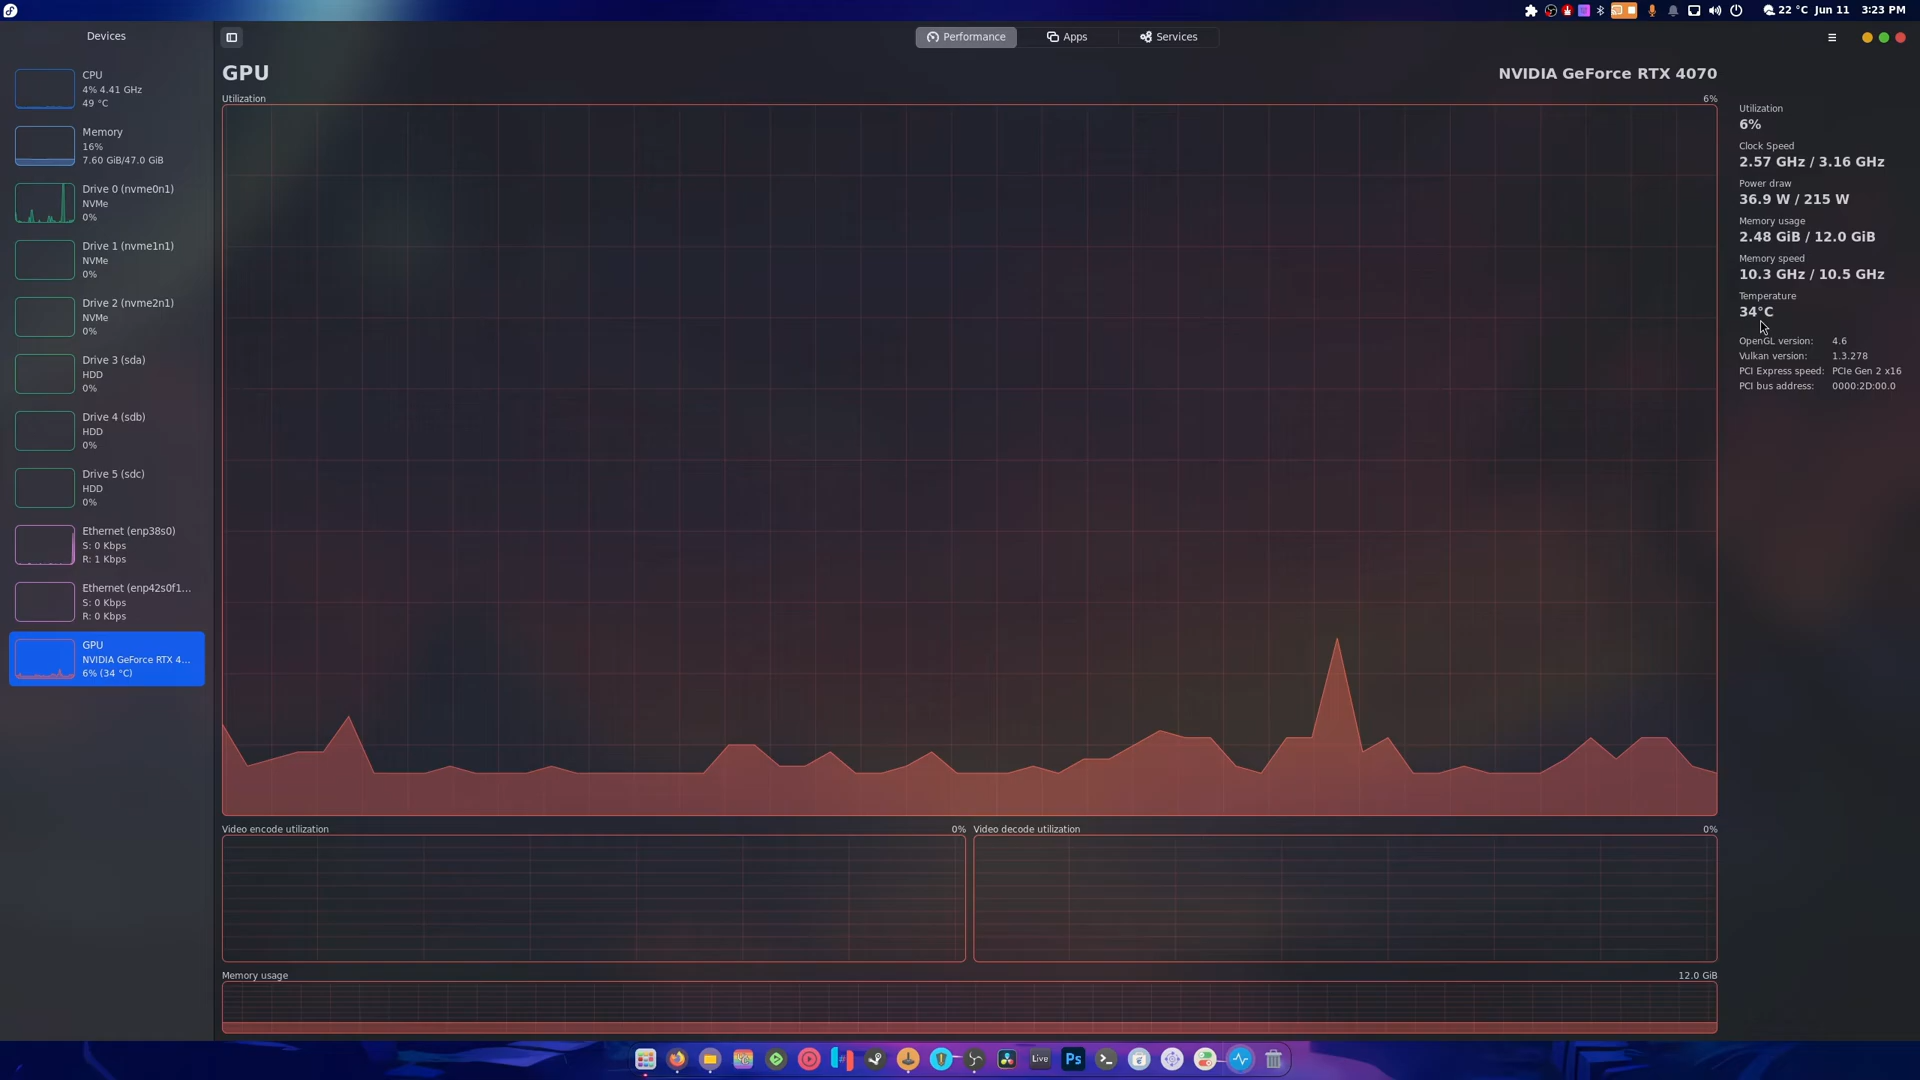 22 °C Jun 11 3:23 PM
Devices
Performance
Apps
Services
CPU
4% 4.41 GHz
49 °C
Memory
16%
7.60 GiB/47.0 GiB
Drive 0 (nvme0n1)
NVMe
0%
Drive 1 (nvme1n1)
NVMe
0%
Drive 2 (nvme2n1)
NVMe
0%
Drive 3 (sda)
HDD
0%
Drive 4 (sdb)
HDD
0%
Drive 5 (sdc)
HDD
0%
Ethernet (enp38s0)
S: 0 Kbps
R: 1 Kbps
Ethernet (enp42s0f1...
S: 0 Kbps
R: 0 Kbps
GPU
NVIDIA GeForce RTX 4...
6% (34 °C)
GPU
NVIDIA GeForce RTX 4070
Utilization
6%
Video encode utilization
0%
Video decode utilization
0%
Memory usage
12.0 GiB
Utilization
6%
Clock Speed
2.57 GHz / 3.16 GHz
Power draw
36.9 W / 215 W
Memory usage
2.48 GiB / 12.0 GiB
Memory speed
10.3 GHz / 10.5 GHz
Temperature
34°C
OpenGL version: 4.6
Vulkan version: 1.3.278
PCI Express speed: PCIe Gen 2 x16
PCI bus address: 0000:2D:00.0
Live
Ps